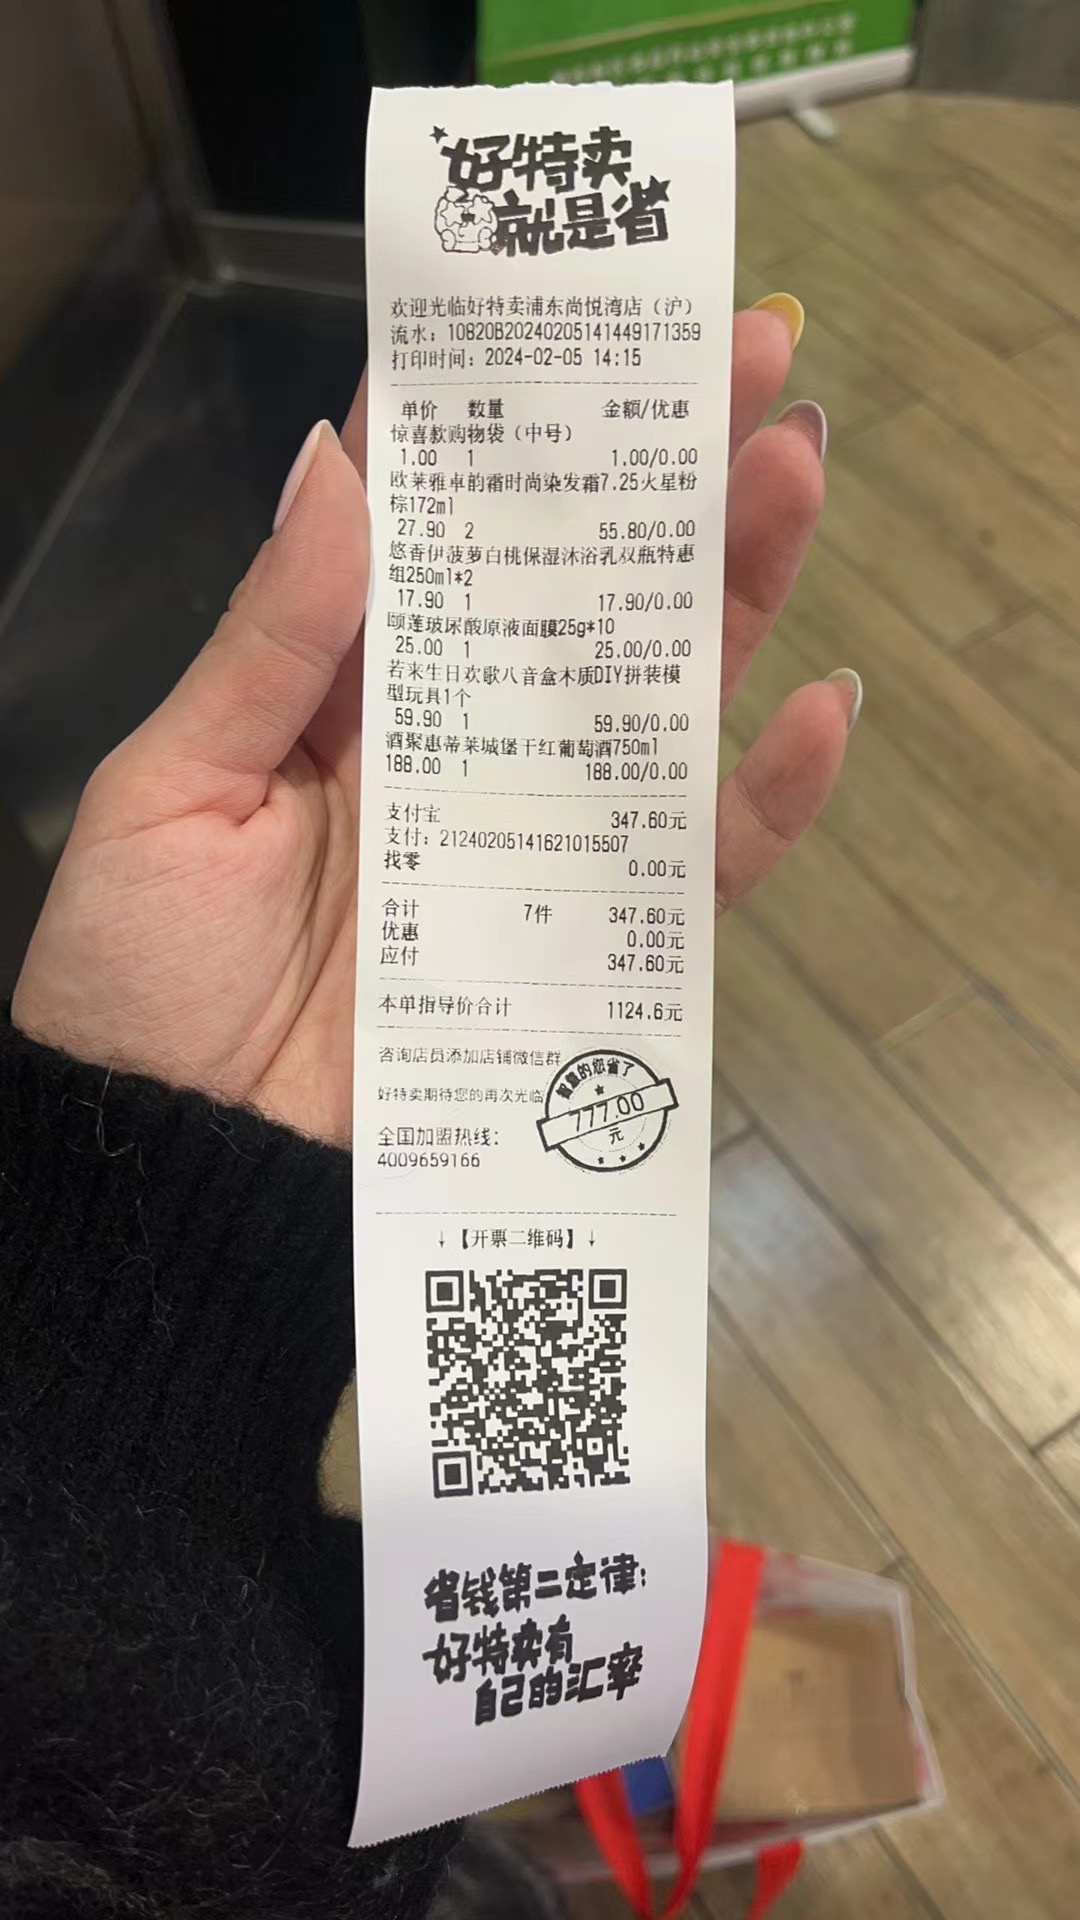 好特卖
就是省
欢迎光临好特卖浦东尚悦湾店（沪）
流水：10820B20240205141449171359
打印时间：2024-02-05 14:15
单价 数量 金额/优惠
惊喜款购物袋（中号）
1.00 1 1.00/0.00
欧莱雅卓韵霜时尚染发霜7.25火星粉
棕172ml
27.90 2 55.80/0.00
悠香伊菠萝白桃保湿沐浴乳双瓶特惠
组250ml*2
17.90 1 17.90/0.00
颐莲玻尿酸原液面膜25g*10
25.00 1 25.00/0.00
若来生日欢歌八音盒木质DIY拼装模
型玩具1个
59.90 1 59.90/0.00
酒聚惠蒂莱城堡干红葡萄酒750ml
188.00 1 188.00/0.00
支付宝 347.60元
支付：21240205141621015507
找零 0.00元
合计 7件 347.60元
优惠 0.00元
应付 347.60元
本单指导价合计 1124.6元
咨询店员添加店铺微信群
好特卖期待您的再次光临
智慧的您省了
777.00
元
全国加盟热线：
4009659166
↓【开票二维码】↓
省钱第二定律：
好特卖有
自己的汇率